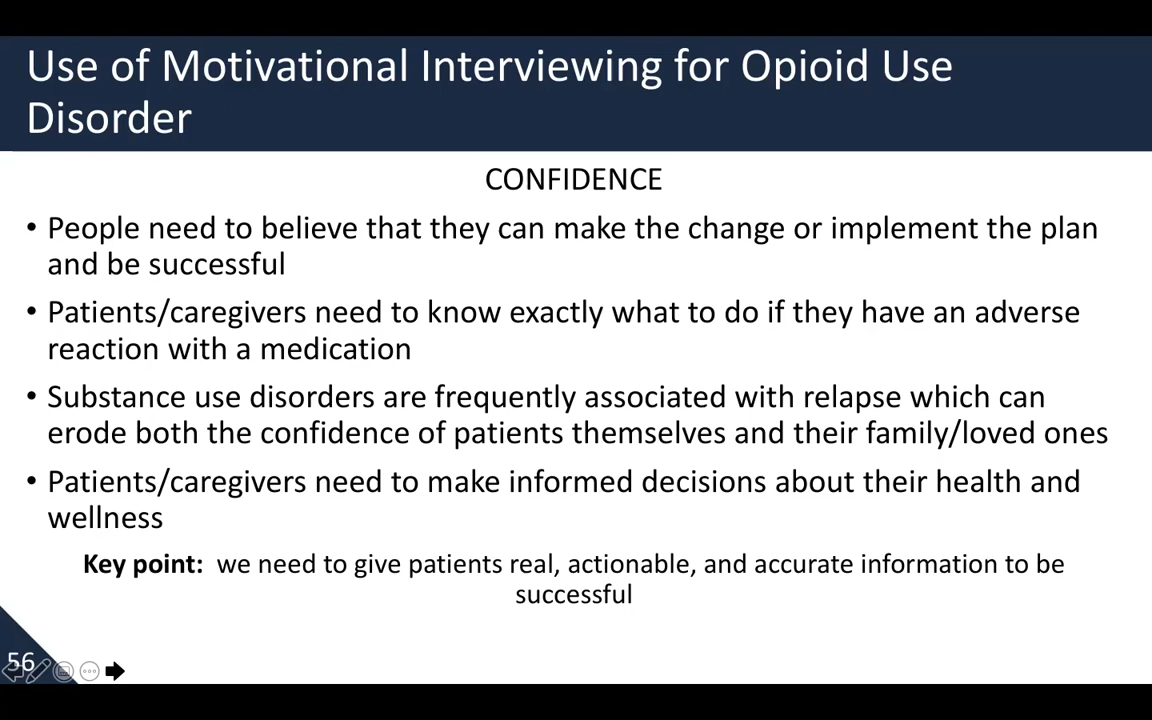 Use of Motivational Interviewing for Opioid Use
Disorder
CONFIDENCE
• People need to believe that they can make the change or implement the plan
and be successful
• Patients/caregivers need to know exactly what to do if they have an adverse
reaction with a medication
• Substance use disorders are frequently associated with relapse which can
erode both the confidence of patients themselves and their family/loved ones
• Patients/caregivers need to make informed decisions about their health and
wellness
Key point: we need to give patients real, actionable, and accurate information to be
successful
56